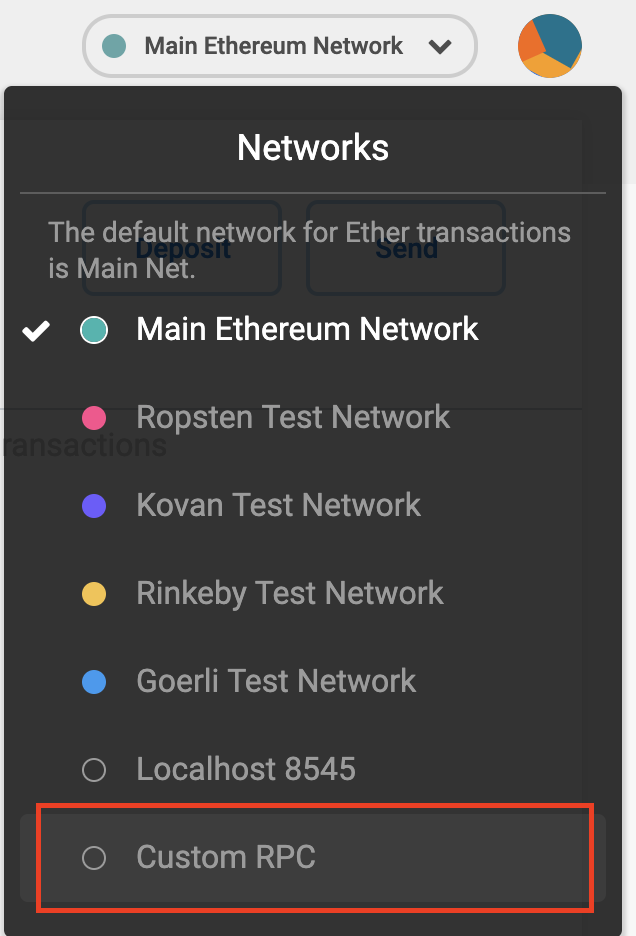 Main Ethereum Network
Networks
The default network for Ether transactions
is Main Net.
Deposit
Send
Main Ethereum Network
Ropsten Test Network
ransactions
Kovan Test Network
Rinkeby Test Network
Goerli Test Network
Localhost 8545
Custom RPC